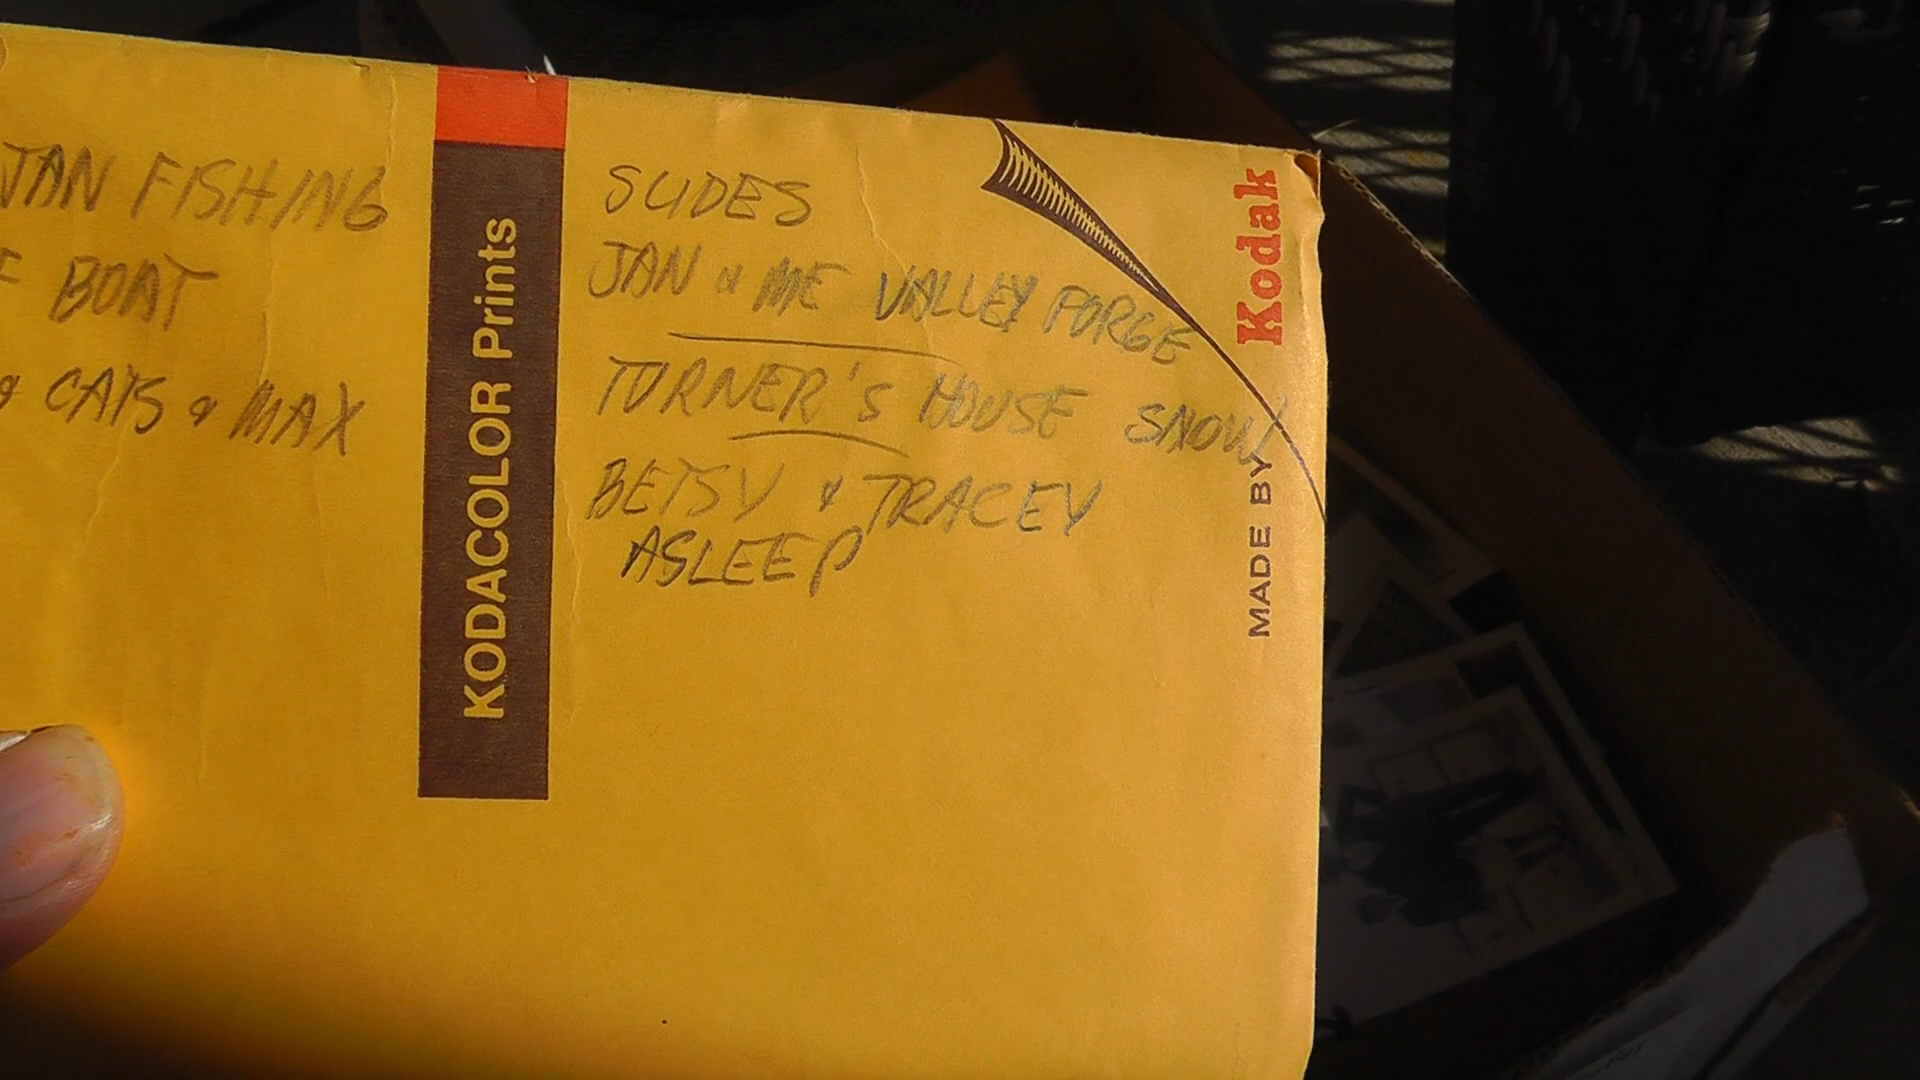 JAN FISHING
BOAT
& CATS & MAX
KODACOLOR Prints
SLIDES
JAN & ME VALLEY FORGE
TURNER'S HOUSE SNOW
BETSY & TRACEY
ASLEEP
MADE BY Kodak